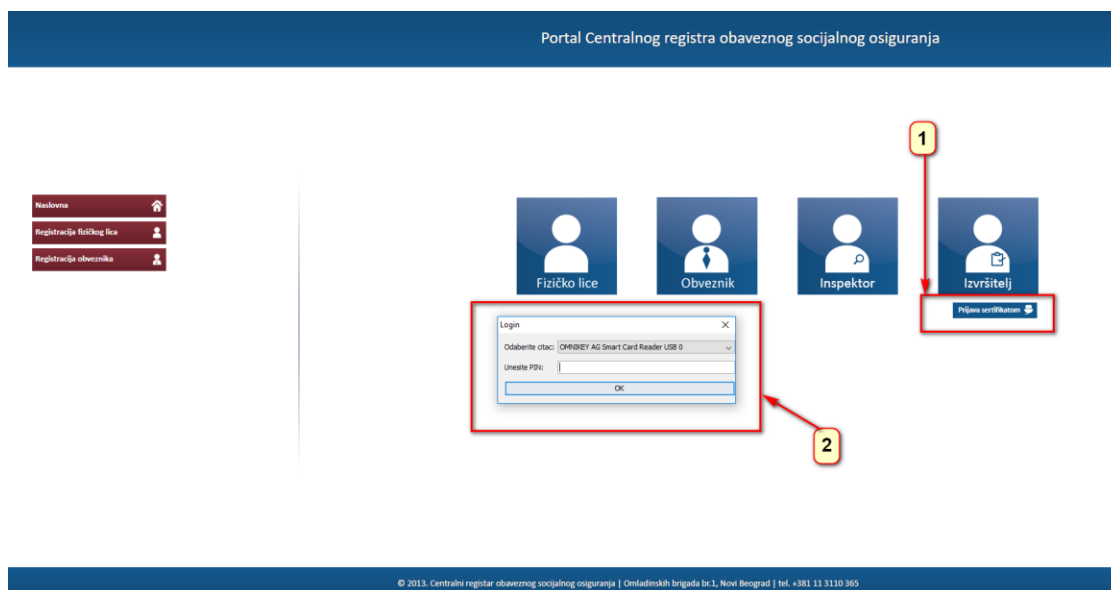 Portal Centralnog registra obaveznog socijalnog osiguranja
1
Naslovna
Registracija fizičkog lica
Registracija obveznika
Fizičko lice
Obveznik
Inspektor
Izvršitelj
Prijava sertifikatom
Login
Odaberite citac: OMNIKEY AG Smart Card Reader USB 0
Unesite PIN:
OK
2
© 2013. Centralni registar obaveznog socijalnog osiguranja | Omladinskih brigada br.1, Novi Beograd | tel. +381 11 3110 365